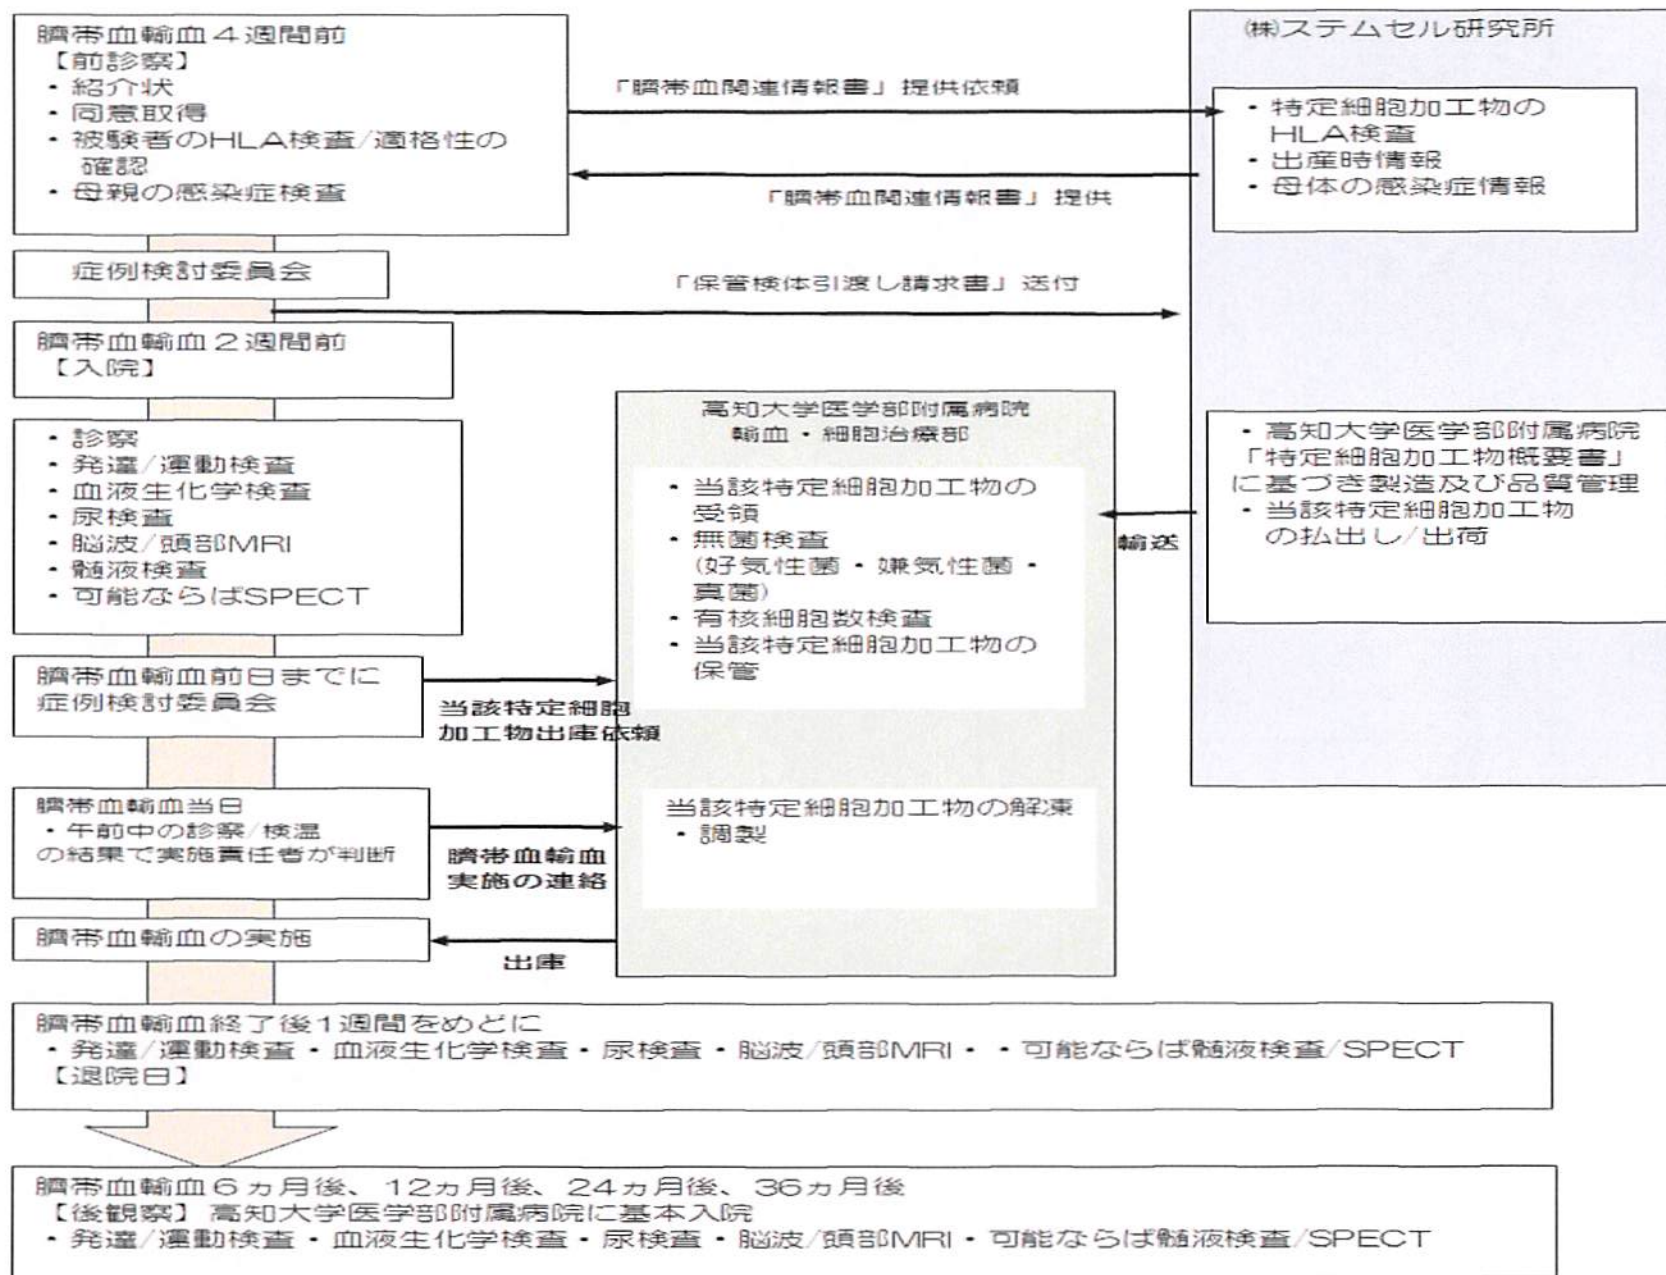 臍帯血輸血4週間前
【前診察】
・紹介状
・同意取得
・被験者のHLA検査/適格性の
確認
・母親の感染症検査
「臍帯血関連情報書」提供依頼
「臍帯血関連情報書」提供
㈱ステムセル研究所
・特定細胞加工物の
HLA検査
・出産時情報
・母体の感染症情報
症例検討委員会
「保管検体引渡し請求書」送付
臍帯血輸血2週間前
【入院】
・診察
・発達/運動検査
・血液生化学検査
・尿検査
・脳波/頭部MRI
・髄液検査
・可能ならばSPECT
高知大学医学部附属病院
輸血・細胞治療部
・当該特定細胞加工物の
受領
・無菌検査
(好気性菌・嫌気性菌・
真菌)
・有核細胞数検査
・当該特定細胞加工物の
保管
輸送
・高知大学医学部附属病院
「特定細胞加工物概要書」
に基づき製造及び品質管理
・当該特定細胞加工物
の払出し/出荷
臍帯血輸血前日までに
症例検討委員会
当該特定細胞
加工物出庫依頼
臍帯血輸血当日
・午前中の診察/検温
の結果で実施責任者が判断
臍帯血輸血
実施の連絡
当該特定細胞加工物の解凍
・調製
臍帯血輸血の実施
出庫
臍帯血輸血終了後1週間をめどに
・発達/運動検査・血液生化学検査・尿検査・脳波/頭部MRI・・可能ならば髄液検査/SPECT
【退院日】
臍帯血輸血6ヵ月後、12ヵ月後、24ヵ月後、36ヵ月後
【後観察】高知大学医学部附属病院に基本入院
・発達/運動検査・血液生化学検査・尿検査・脳波/頭部MRI・可能ならば髄液検査/SPECT